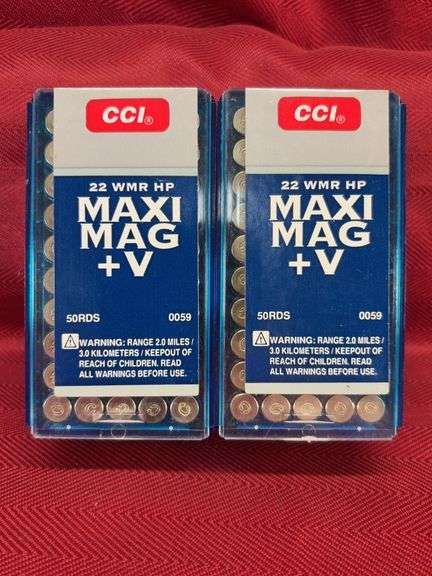 CCI®
22 WMR HP
MAXI
MAG
+V
50RDS 0059
WARNING: RANGE 2.0 MILES /
3.0 KILOMETERS / KEEPOUT OF
REACH OF CHILDREN. READ
ALL WARNINGS BEFORE USE.
CCI®
22 WMR HP
MAXI
MAG
+V
50RDS 0059
WARNING: RANGE 2.0 MILES /
3.0 KILOMETERS / KEEPOUT OF
REACH OF CHILDREN. READ
ALL WARNINGS BEFORE USE.